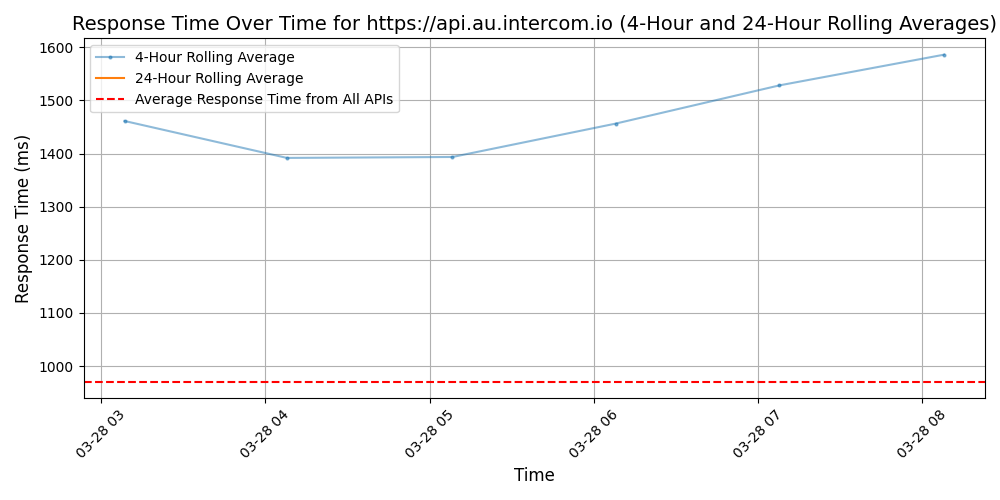 Response Time Over Time for https://api.au.intercom.io (4-Hour and 24-Hour Rolling Averages)
4-Hour Rolling Average
24-Hour Rolling Average
Average Response Time from All APIs
Response Time (ms)
1600
1500
1400
1300
1200
1100
1000
03-28 03
03-28 04
03-28 05
03-28 06
03-28 07
03-28 08
Time